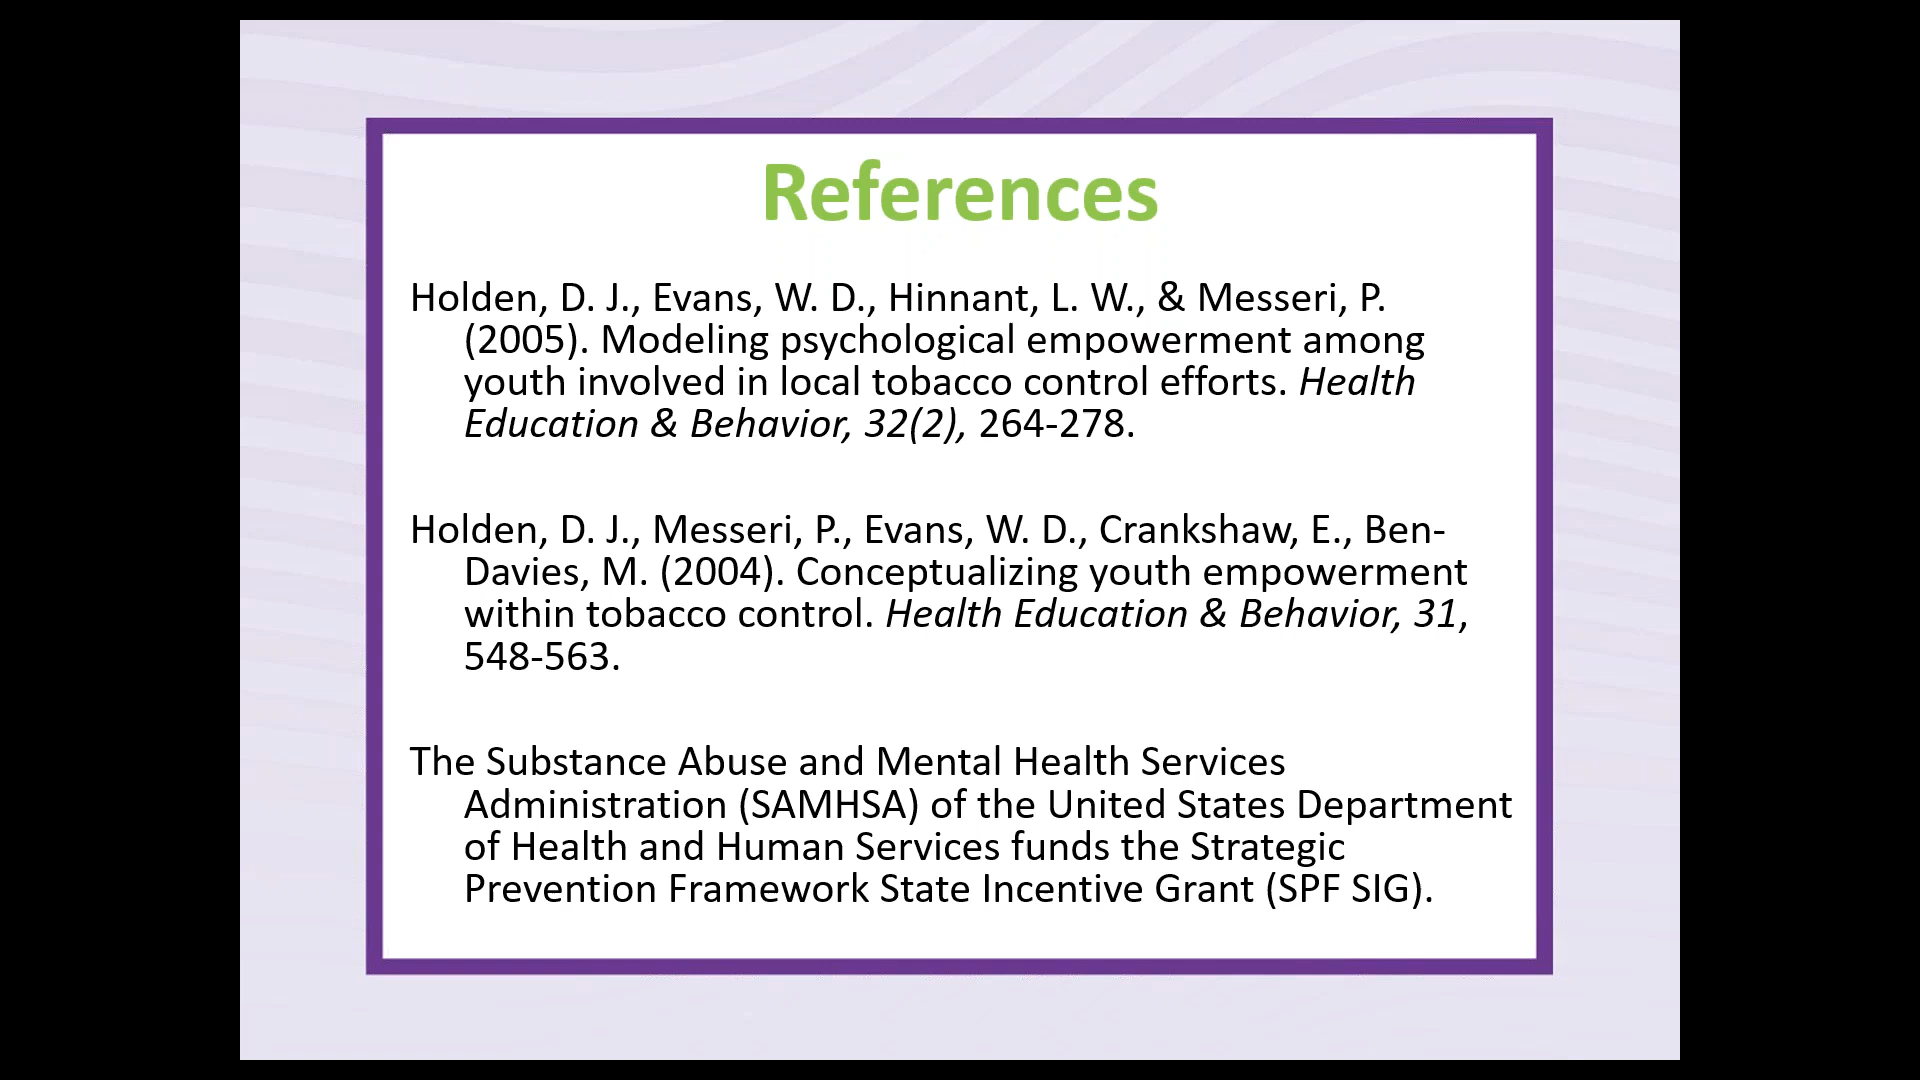 References
Holden, D. J., Evans, W. D., Hinnant, L. W., & Messeri, P.
(2005). Modeling psychological empowerment among
youth involved in local tobacco control efforts. Health
Education & Behavior, 32(2), 264-278.
Holden, D. J., Messeri, P., Evans, W. D., Crankshaw, E., Ben-
Davies, M. (2004). Conceptualizing youth empowerment
within tobacco control. Health Education & Behavior, 31,
548-563.
The Substance Abuse and Mental Health Services
Administration (SAMHSA) of the United States Department
of Health and Human Services funds the Strategic
Prevention Framework State Incentive Grant (SPF SIG).